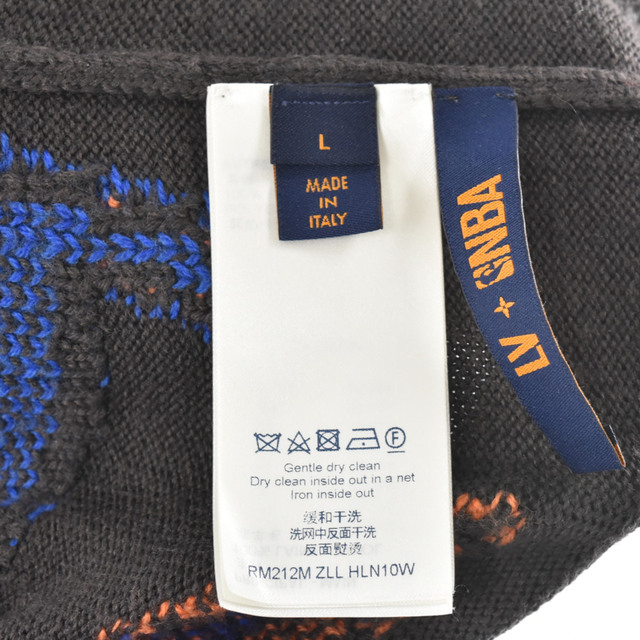 L
MADE
IN
ITALY
LV + NBA
Gentle dry clean
Dry clean inside out in a net
Iron inside out
缓和干洗
洗网中反面干洗
反面熨烫
RM212M ZLL HLN10W